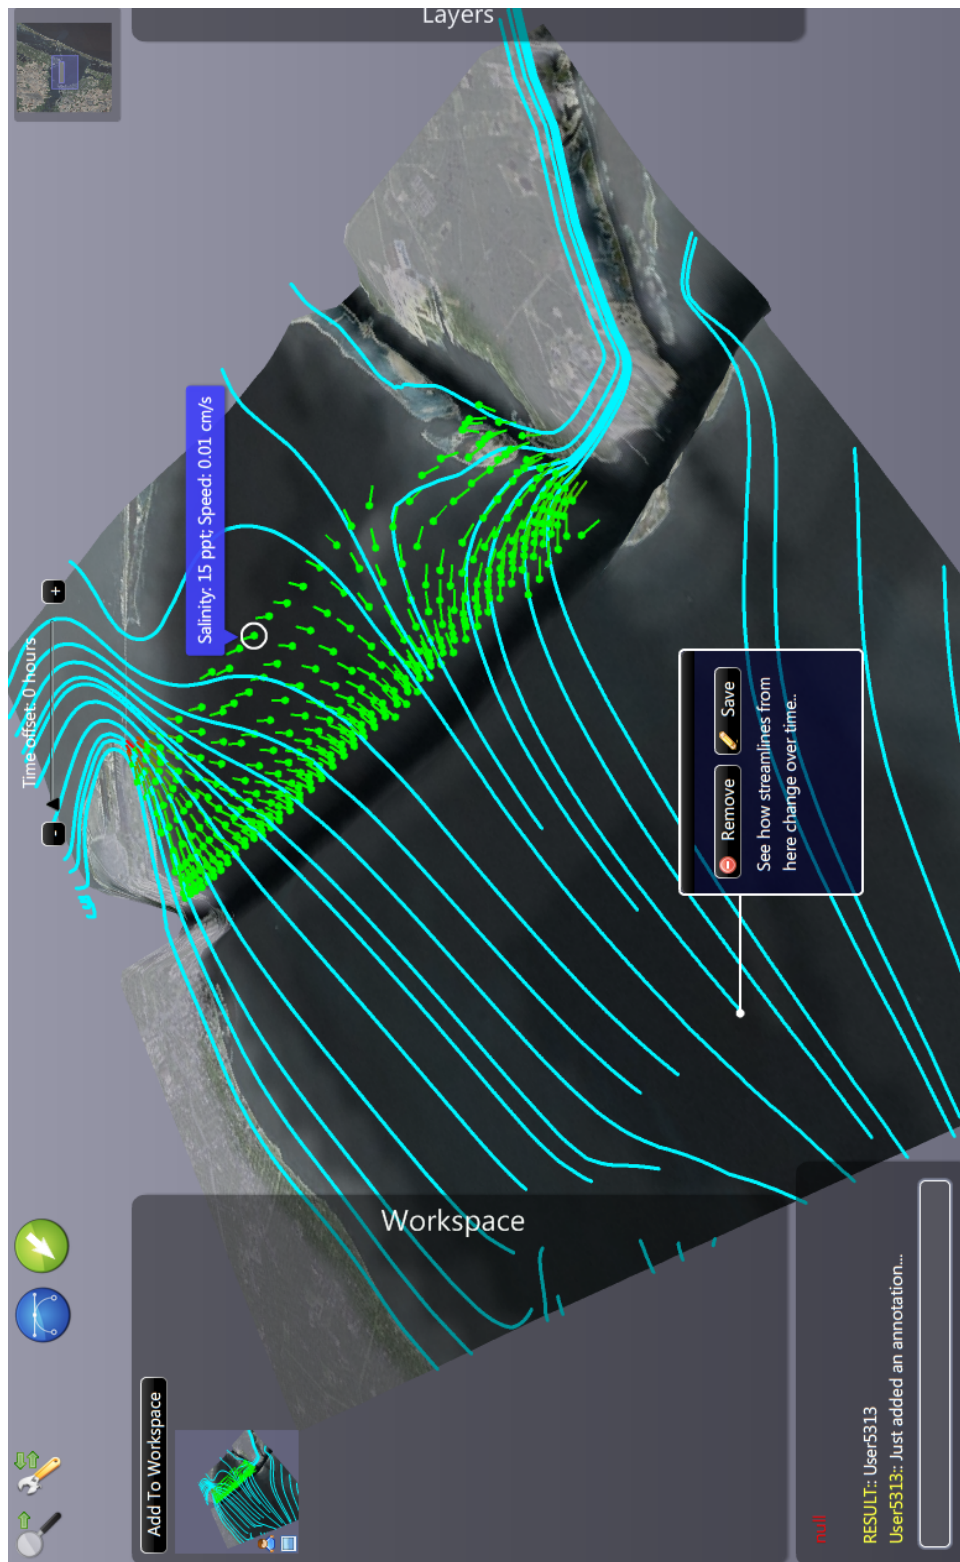 Time offset: 0 hours
-
+
Layers
Add To Workspace
Workspace
Salinity: 15 ppt; Speed: 0.01 cm/s
Remove
Save
See how streamlines from
here change over time..
null
RESULT:: User5313
User5313:: Just added an annotation...